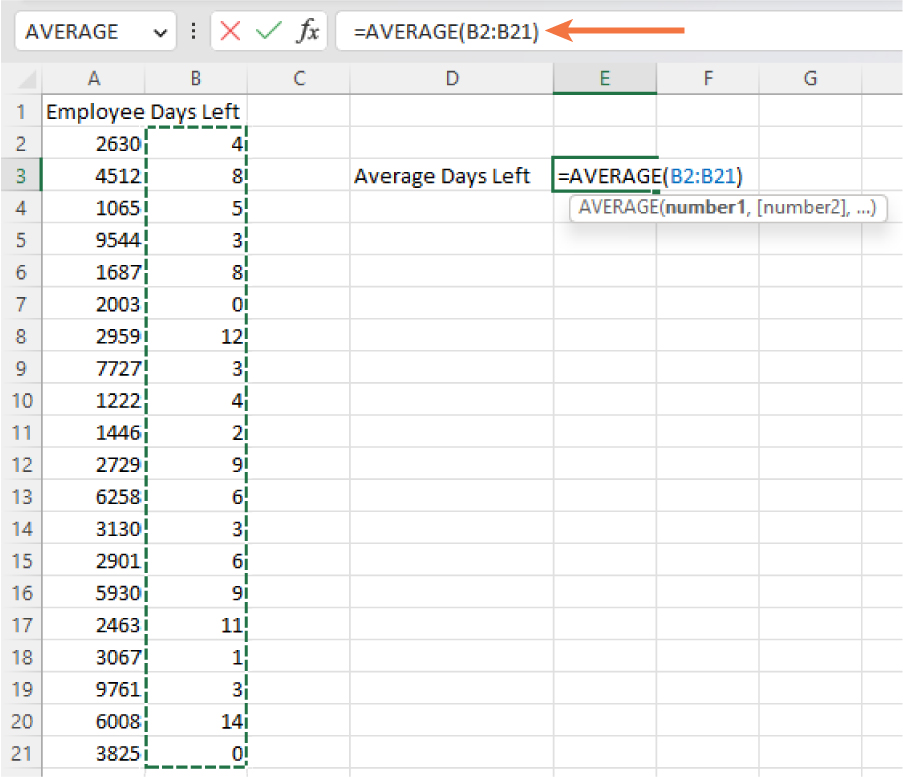 AVERAGE fx =AVERAGE(B2:B21)
A B C D E F G
1 Employee Days Left
2 2630 4
3 4512 8 Average Days Left =AVERAGE(B2:B21)
4 1065 5 AVERAGE(number1, [number2], ...)
5 9544 3
6 1687 8
7 2003 0
8 2959 12
9 7727 3
10 1222 4
11 1446 2
12 2729 9
13 6258 6
14 3130 3
15 2901 6
16 5930 9
17 2463 11
18 3067 1
19 9761 3
20 6008 14
21 3825 0